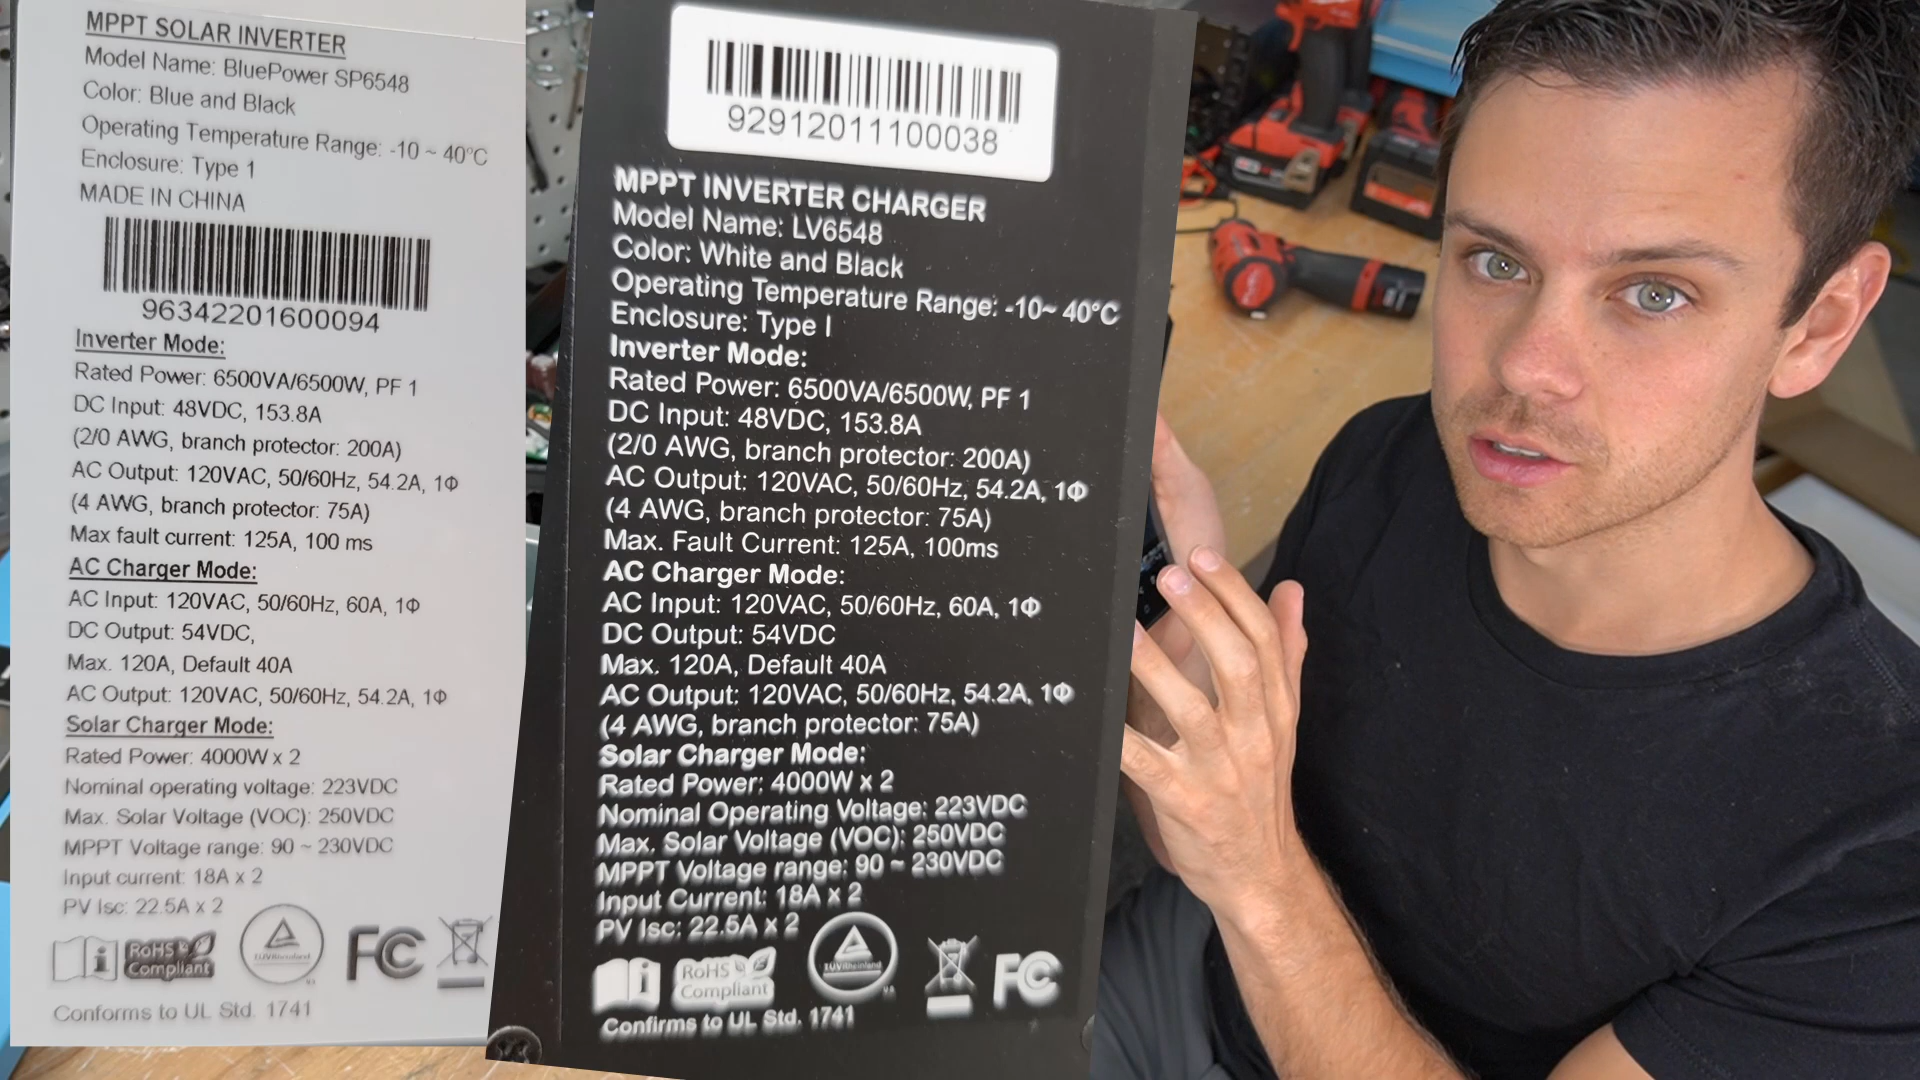 MPPT SOLAR INVERTER
Model Name: BluePower SP6548
Color: Blue and Black
Operating Temperature Range: -10 ~ 40°C
Enclosure: Type 1
MADE IN CHINA
96342201600094
Inverter Mode:
Rated Power: 6500VA/6500W, PF 1
DC Input: 48VDC, 153.8A
(2/0 AWG, branch protector: 200A)
AC Output: 120VAC, 50/60Hz, 54.2A, 1Φ
(4 AWG, branch protector: 75A)
Max fault current: 125A, 100 ms
AC Charger Mode:
AC Input: 120VAC, 50/60Hz, 60A, 1Φ
DC Output: 54VDC,
Max. 120A, Default 40A
AC Output: 120VAC, 50/60Hz, 54.2A, 1Φ
Solar Charger Mode:
Rated Power: 4000W x 2
Nominal operating voltage: 223VDC
Max. Solar Voltage (VOC): 250VDC
MPPT Voltage range: 90 ~ 230VDC
Input current: 18A x 2
PV Isc: 22.5A x 2
RoHS
Compliant
TÜVRheinland
FC
Conforms to UL Std. 1741
92912011100038
MPPT INVERTER CHARGER
Model Name: LV6548
Color: White and Black
Operating Temperature Range: -10~ 40°C
Enclosure: Type I
Inverter Mode:
Rated Power: 6500VA/6500W, PF 1
DC Input: 48VDC, 153.8A
(2/0 AWG, branch protector: 200A)
AC Output: 120VAC, 50/60Hz, 54.2A, 1Φ
(4 AWG, branch protector: 75A)
Max. Fault Current: 125A, 100ms
AC Charger Mode:
AC Input: 120VAC, 50/60Hz, 60A, 1Φ
DC Output: 54VDC
Max. 120A, Default 40A
AC Output: 120VAC, 50/60Hz, 54.2A, 1Φ
(4 AWG, branch protector: 75A)
Solar Charger Mode:
Rated Power: 4000W x 2
Nominal Operating Voltage: 223VDC
Max. Solar Voltage (VOC): 250VDC
MPPT Voltage range: 90 ~ 230VDC
Input Current: 18A x 2
PV Isc: 22.5A x 2
RoHS
Compliant
TÜVRheinland
FC
Confirms to UL Std. 1741